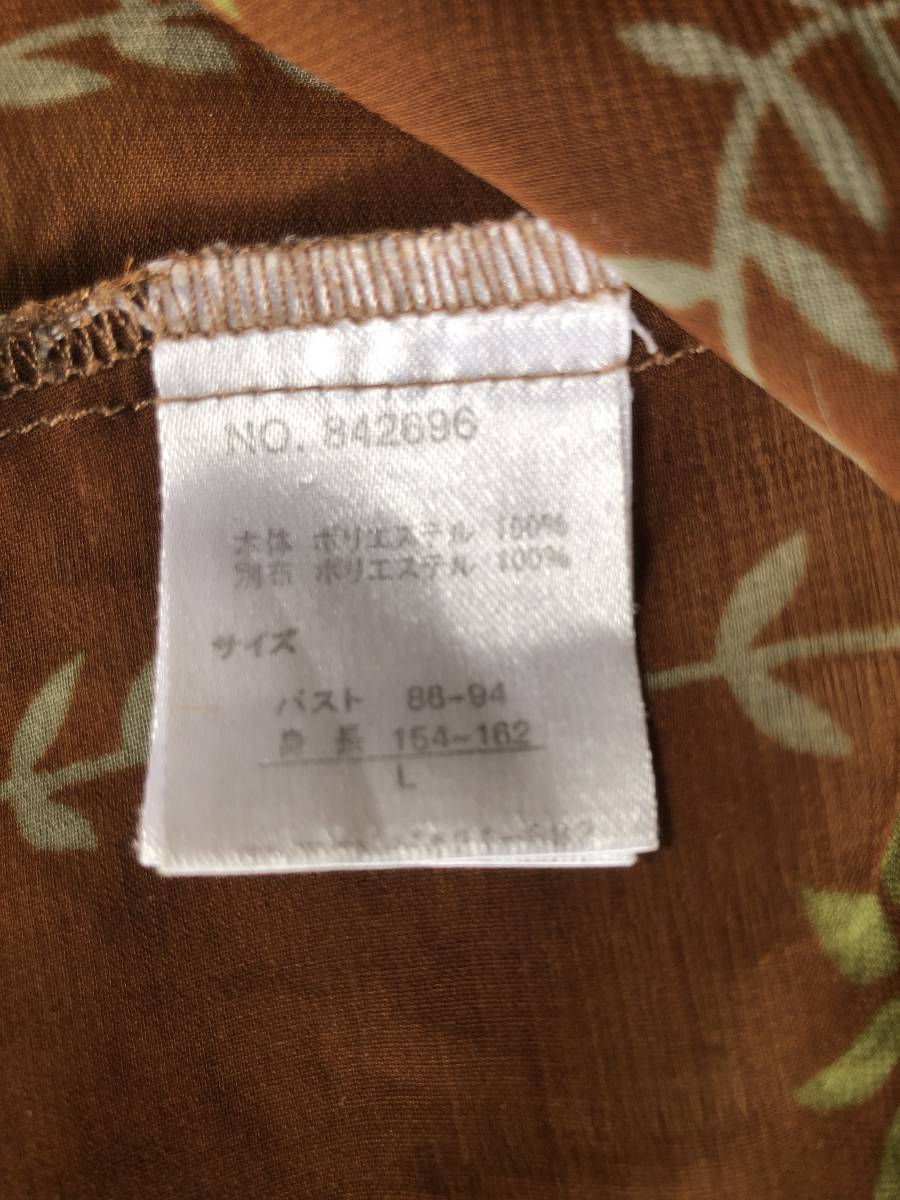 NO. 842696
本体 ポリエステル 100%
別布 ポリエステル 100%
サイズ
バスト 86-94
身 長 154~162
L